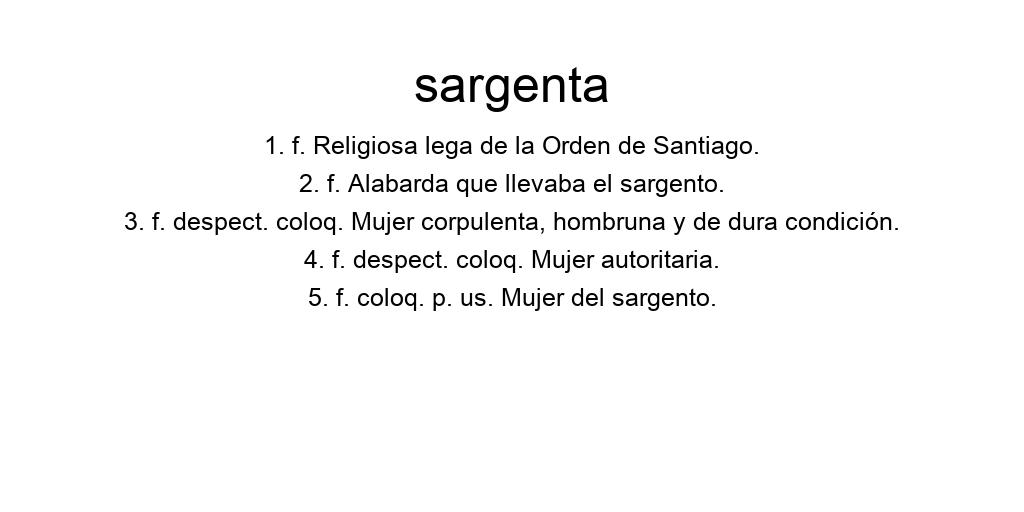 sargenta
1. f. Religiosa lega de la Orden de Santiago.
2. f. Alabarda que llevaba el sargento.
3. f. despect. coloq. Mujer corpulenta, hombruna y de dura condición.
4. f. despect. coloq. Mujer autoritaria.
5. f. coloq. p. us. Mujer del sargento.